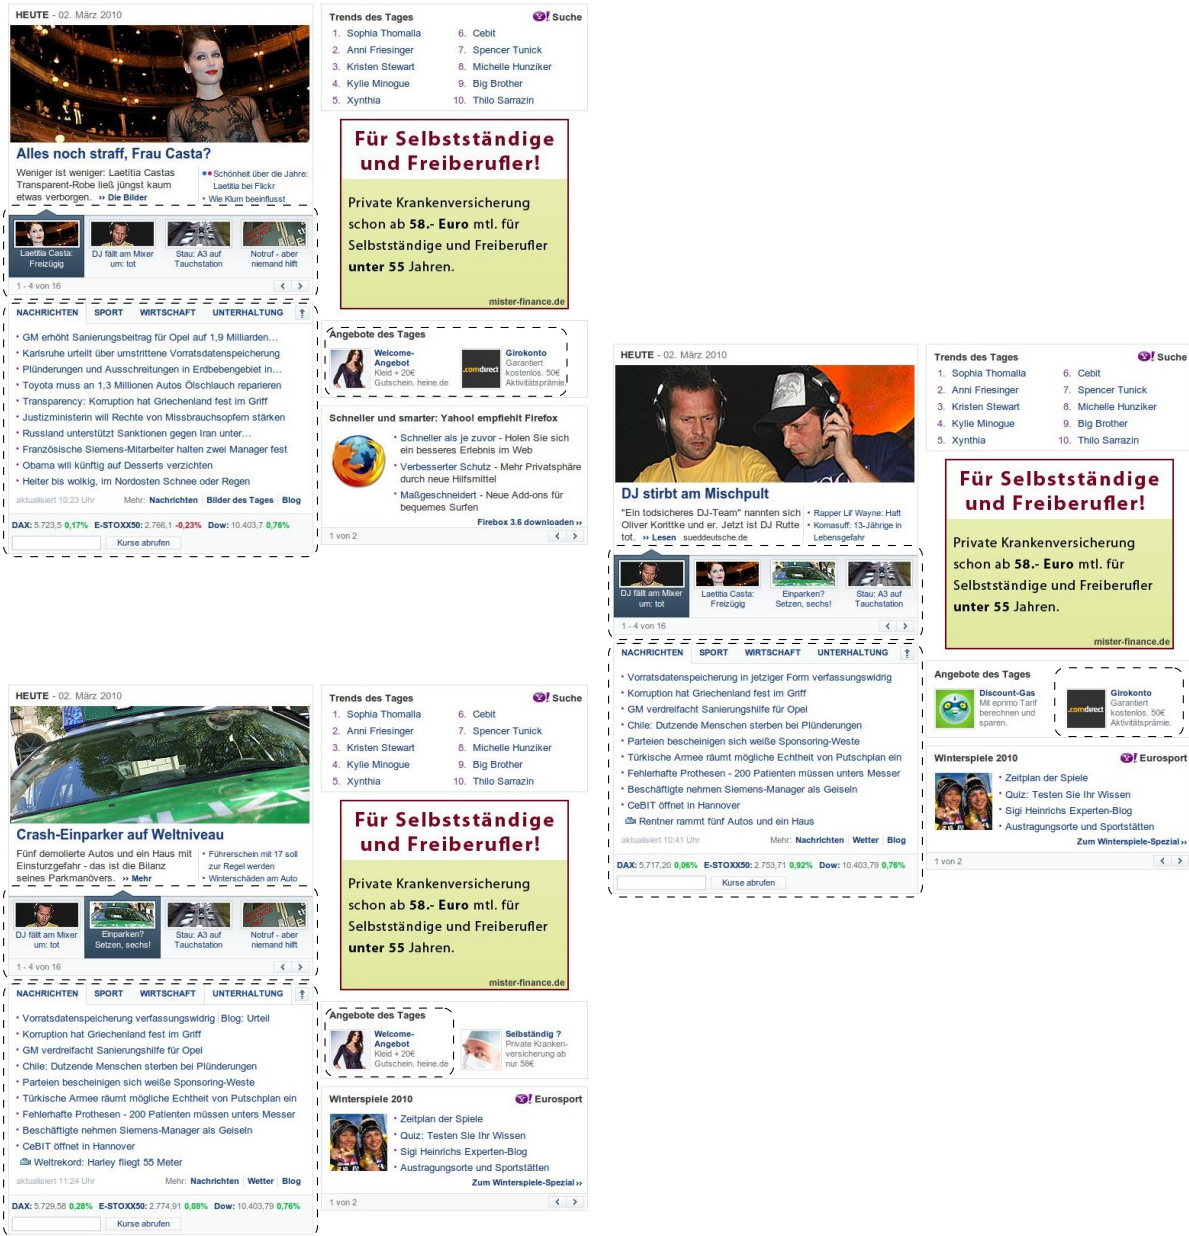 HEUTE - 02. März 2010
Alles noch straff, Frau Casta?
Weniger ist weniger: Laetitia Castas
Transparent-Robe ließ jüngst kaum
etwas verborgen. ›› Die Bilder
Schönheit über die Jahre:
Laetitia bei Flickr
• Wie Klum beeinflusst
Laetitia Casta:
Freizügig
DJ fällt am Mixer
um: tot
Stau: A3 auf
Tauchstation
Notruf - aber
niemand hilft
1 - 4 von 16
NACHRICHTEN SPORT WIRTSCHAFT UNTERHALTUNG
• GM erhöht Sanierungsbeitrag für Opel auf 1,9 Milliarden...
• Karlsruhe urteilt über umstrittene Vorratsdatenspeicherung
• Plünderungen und Ausschreitungen in Erdbebengebiet in...
• Toyota muss an 1,3 Millionen Autos Ölschlauch reparieren
• Transparency: Korruption hat Griechenland fest im Griff
• Justizministerin will Rechte von Missbrauchsopfern stärken
• Russland unterstützt Sanktionen gegen Iran unter...
• Französische Siemens-Mitarbeiter halten zwei Manager fest
• Obama will künftig auf Desserts verzichten
• Heiter bis wolkig, im Nordosten Schnee oder Regen
aktualisiert 10:23 Uhr Mehr: Nachrichten | Bilder des Tages | Blog
DAX: 5.723,5 0,17% E-STOXX50: 2.766,1 -0,23% Dow: 10.403,7 0,76%
Kurse abrufen
Trends des Tages Y! Suche
1. Sophia Thomalla
2. Anni Friesinger
3. Kristen Stewart
4. Kylie Minogue
5. Xynthia
6. Cebit
7. Spencer Tunick
8. Michelle Hunziker
9. Big Brother
10. Thilo Sarrazin
Für Selbstständige
und Freiberufler!
Private Krankenversicherung
schon ab 58.- Euro mtl. für
Selbstständige und Freiberufler
unter 55 Jahren.
mister-finance.de
Angebote des Tages
Welcome-
Angebot
Kleid + 20€
Gutschein. heine.de
.comdirect
Girokonto
Garantiert
kostenlos. 50€
Aktivitätsprämie.
Schneller und smarter: Yahoo! empfiehlt Firefox
• Schneller als je zuvor - Holen Sie sich
ein besseres Erlebnis im Web
• Verbesserter Schutz - Mehr Privatsphäre
durch neue Hilfsmittel
• Maßgeschneidert - Neue Add-ons für
bequemes Surfen
Firebox 3.6 downloaden ››
1 von 2
HEUTE - 02. März 2010
DJ stirbt am Mischpult
"Ein todsicheres DJ-Team" nannten sich
Oliver Korittke und er. Jetzt ist DJ Rutte
tot. ›› Lesen sueddeutsche.de
• Rapper Lil' Wayne: Haft
• Komasuff: 13-Jährige in
Lebensgefahr
DJ fällt am Mixer
um: tot
Laetitia Casta:
Freizügig
Einparken?
Setzen, sechs!
Stau: A3 auf
Tauchstation
1 - 4 von 16
NACHRICHTEN SPORT WIRTSCHAFT UNTERHALTUNG
• Vorratsdatenspeicherung in jetziger Form verfassungswidrig
• Korruption hat Griechenland fest im Griff
• GM verdreifacht Sanierungshilfe für Opel
• Chile: Dutzende Menschen sterben bei Plünderungen
• Parteien bescheinigen sich weiße Sponsoring-Weste
• Türkische Armee räumt mögliche Echtheit von Putschplan ein
• Fehlerhafte Prothesen - 200 Patienten müssen unters Messer
• Beschäftigte nehmen Siemens-Manager als Geiseln
• CeBIT öffnet in Hannover
Rentner rammt fünf Autos und ein Haus
aktualisiert 10:41 Uhr Mehr: Nachrichten | Wetter | Blog
DAX: 5.717,20 0,06% E-STOXX50: 2.753,71 0,92% Dow: 10.403,79 0,76%
Kurse abrufen
Trends des Tages Y! Suche
1. Sophia Thomalla
2. Anni Friesinger
3. Kristen Stewart
4. Kylie Minogue
5. Xynthia
6. Cebit
7. Spencer Tunick
8. Michelle Hunziker
9. Big Brother
10. Thilo Sarrazin
Für Selbstständige
und Freiberufler!
Private Krankenversicherung
schon ab 58.- Euro mtl. für
Selbstständige und Freiberufler
unter 55 Jahren.
mister-finance.de
Angebote des Tages
Discount-Gas
Mit eprimo Tarif
berechnen und
sparen.
.comdirect
Girokonto
Garantiert
kostenlos. 50€
Aktivitätsprämie.
Winterspiele 2010 Y! Eurosport
• Zeitplan der Spiele
• Quiz: Testen Sie Ihr Wissen
• Sigi Heinrichs Experten-Blog
• Austragungsorte und Sportstätten
Zum Winterspiele-Spezial ››
1 von 2
HEUTE - 02. März 2010
Crash-Einparker auf Weltniveau
Fünf demolierte Autos und ein Haus mit
Einsturzgefahr - das ist die Bilanz
seines Parkmanövers. ›› Mehr
• Führerschein mit 17 soll
zur Regel werden
• Winterschäden am Auto
DJ fällt am Mixer
um: tot
Einparken?
Setzen, sechs!
Stau: A3 auf
Tauchstation
Notruf - aber
niemand hilft
1 - 4 von 16
NACHRICHTEN SPORT WIRTSCHAFT UNTERHALTUNG
• Vorratsdatenspeicherung verfassungswidrig | Blog: Urteil
• Korruption hat Griechenland fest im Griff
• GM verdreifacht Sanierungshilfe für Opel
• Chile: Dutzende Menschen sterben bei Plünderungen
• Parteien bescheinigen sich weiße Sponsoring-Weste
• Türkische Armee räumt mögliche Echtheit von Putschplan ein
• Fehlerhafte Prothesen - 200 Patienten müssen unters Messer
• Beschäftigte nehmen Siemens-Manager als Geiseln
• CeBIT öffnet in Hannover
Weltrekord: Harley fliegt 55 Meter
aktualisiert 11:24 Uhr Mehr: Nachrichten | Wetter | Blog
DAX: 5.729,58 0,28% E-STOXX50: 2.774,91 0,08% Dow: 10.403,79 0,76%
Kurse abrufen
Trends des Tages Y! Suche
1. Sophia Thomalla
2. Anni Friesinger
3. Kristen Stewart
4. Kylie Minogue
5. Xynthia
6. Cebit
7. Spencer Tunick
8. Michelle Hunziker
9. Big Brother
10. Thilo Sarrazin
Für Selbstständige
und Freiberufler!
Private Krankenversicherung
schon ab 58.- Euro mtl. für
Selbstständige und Freiberufler
unter 55 Jahren.
mister-finance.de
Angebote des Tages
Welcome-
Angebot
Kleid + 20€
Gutschein. heine.de
Selbständig ?
Private Kranken-
versicherung ab
nur 58€
Winterspiele 2010 Y! Eurosport
• Zeitplan der Spiele
• Quiz: Testen Sie Ihr Wissen
• Sigi Heinrichs Experten-Blog
• Austragungsorte und Sportstätten
Zum Winterspiele-Spezial ››
1 von 2